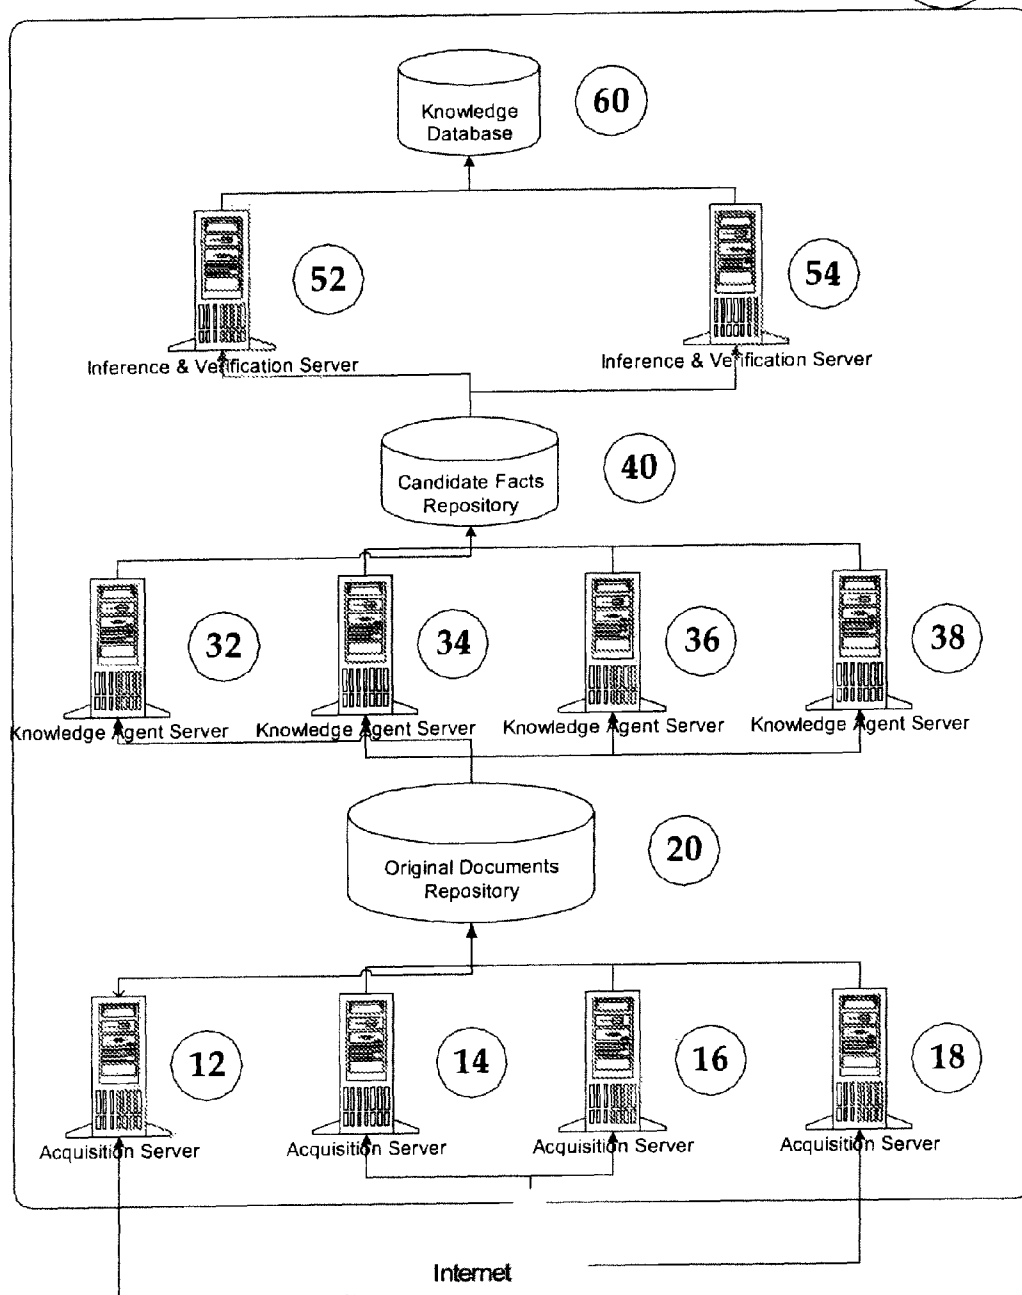 Knowledge
Database
60
52
54
Inference & Verification Server
Inference & Verification Server
Candidate Facts
Repository
40
32
34
36
38
Knowledge Agent Server
Knowledge Agent Server
Knowledge Agent Server
Knowledge Agent Server
Original Documents
Repository
20
12
14
16
18
Acquisition Server
Acquisition Server
Acquisition Server
Acquisition Server
Internet